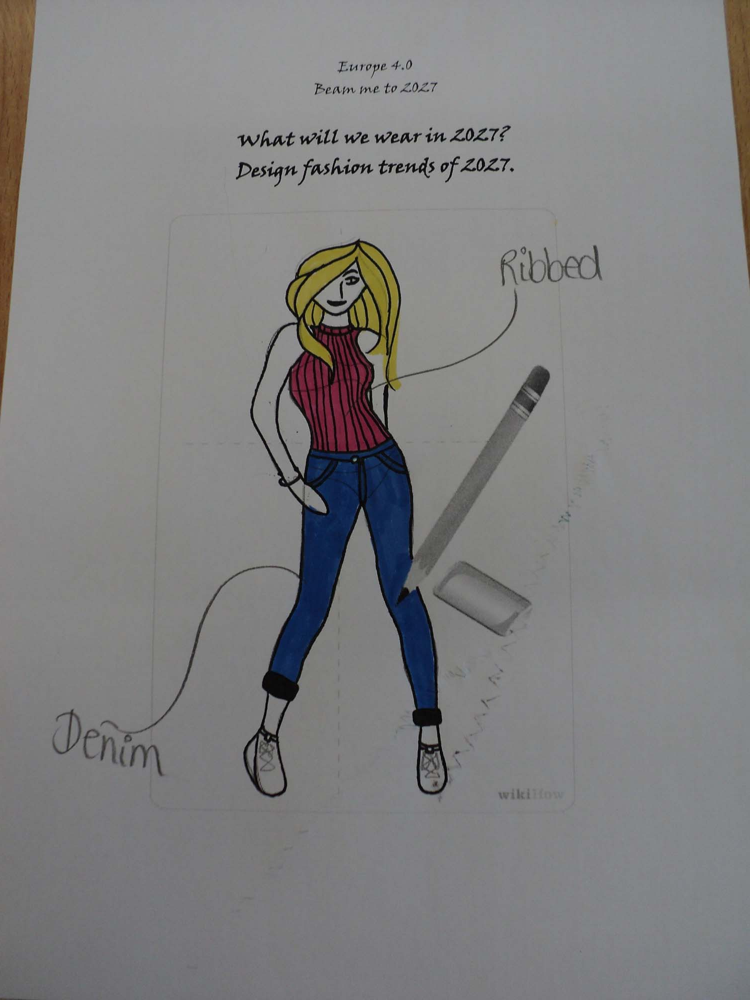 Europe 4.0
Beam me to 2027
What will we wear in 2027?
Design fashion trends of 2027.
Ribbed
Denim
wikiHow